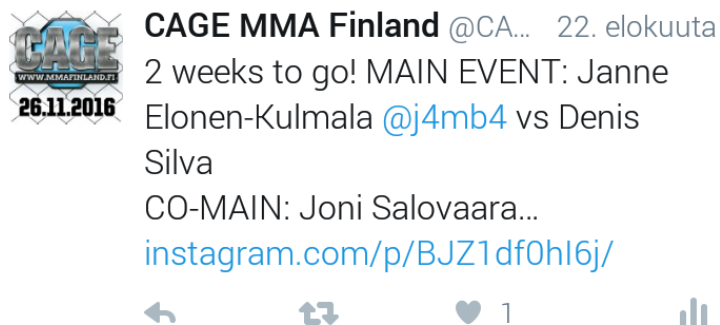 CAGE
WWW.MMAFINLAND.FI
26.11.2016
CAGE MMA Finland @CA... 22. elokuuta
2 weeks to go! MAIN EVENT: Janne
Elonen-Kulmala @j4mb4 vs Denis
Silva
CO-MAIN: Joni Salovaara...
instagram.com/p/BJZ1df0hI6j/
1